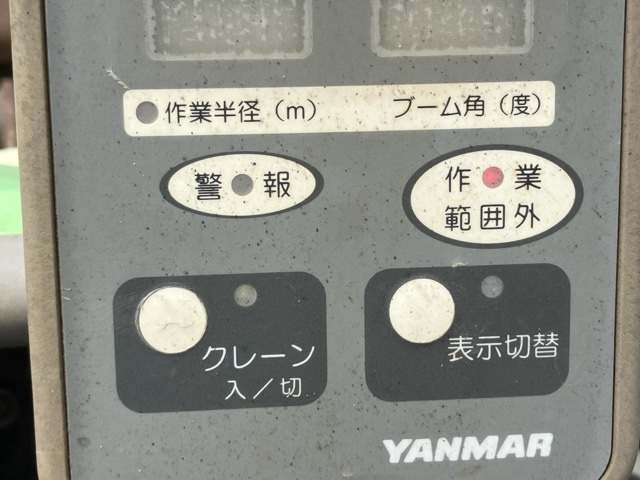 作業半径（m） ブーム角（度）
警報
作業
範囲外
クレーン
入／切
表示切替
YANMAR